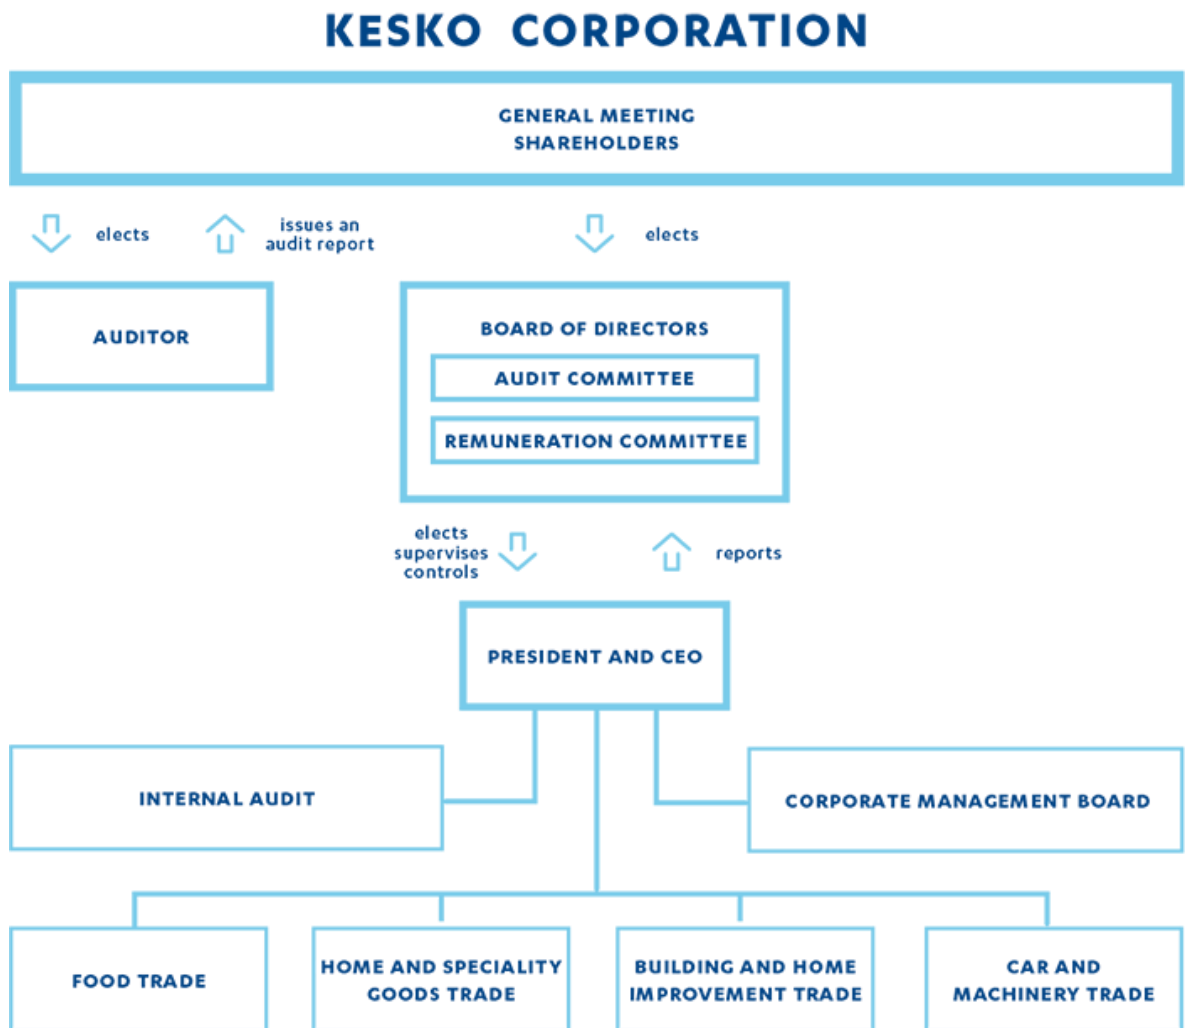 KESKO CORPORATION
GENERAL MEETING
SHAREHOLDERS
elects
issues an
audit report
elects
AUDITOR
BOARD OF DIRECTORS
AUDIT COMMITTEE
REMUNERATION COMMITTEE
elects
supervises
controls
reports
PRESIDENT AND CEO
INTERNAL AUDIT
CORPORATE MANAGEMENT BOARD
FOOD TRADE
HOME AND SPECIALITY
GOODS TRADE
BUILDING AND HOME
IMPROVEMENT TRADE
CAR AND
MACHINERY TRADE